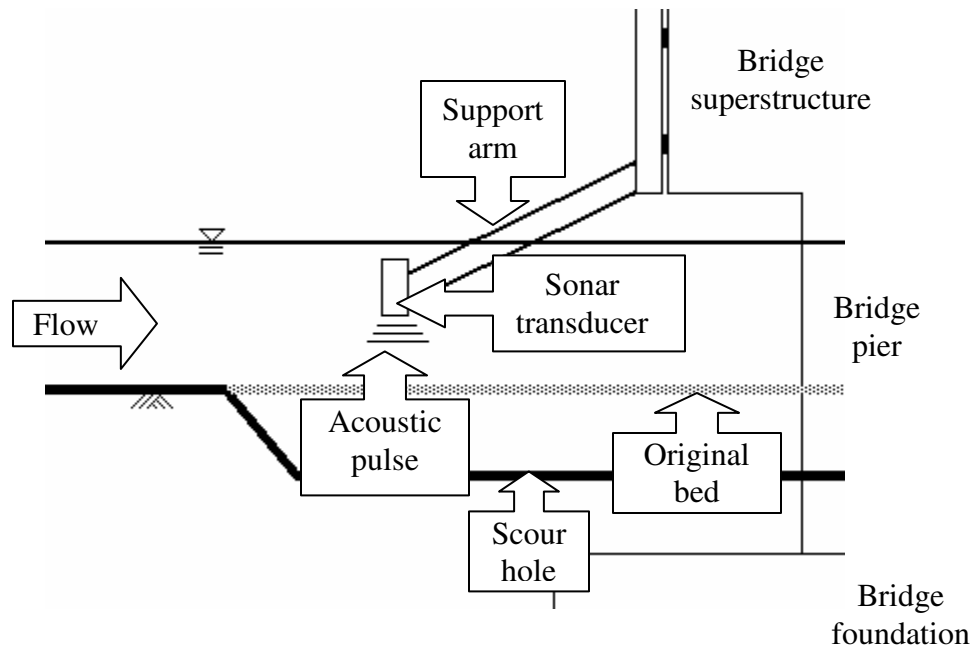 Bridge
superstructure
Support
arm
Sonar
transducer
Flow
Bridge
pier
Acoustic
pulse
Original
bed
Scour
hole
Bridge
foundation